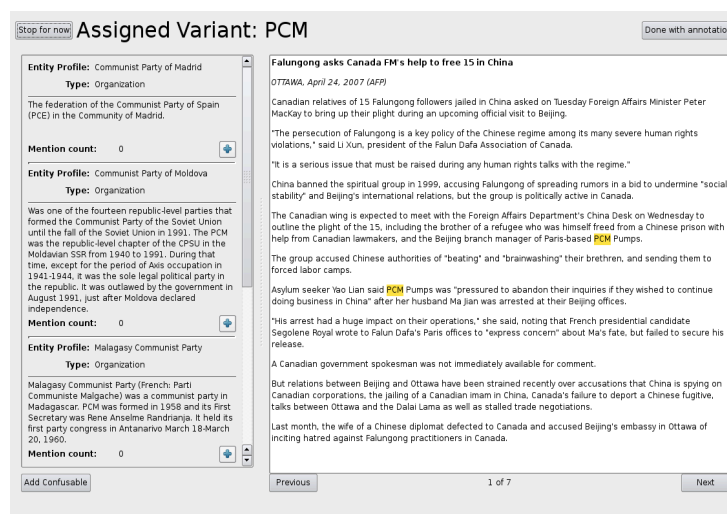 Stop for now
Assigned Variant: PCM
Done with annotatio
Entity Profile: Communist Party of Madrid
Type: Organization
The federation of the Communist Party of Spain
(PCE) in the Community of Madrid.
Mention count: 0
Entity Profile: Communist Party of Moldova
Type: Organization
Was one of the fourteen republic-level parties that
formed the Communist Party of the Soviet Union
until the fall of the Soviet Union in 1991. The PCM
was the republic-level chapter of the CPSU in the
Moldavian SSR from 1940 to 1991. During that
time, except for the period of Axis occupation in
1941-1944, it was the sole legal political party in
the republic. It was outlawed by the government in
August 1991, just after Moldova declared
independence.
Mention count: 0
Entity Profile: Malagasy Communist Party
Type: Organization
Malagasy Communist Party (French: Parti
Communiste Malgache) was a communist party in
Madagascar. PCM was formed in 1958 and its First
Secretary was Rene Anselme Randrianja. It held its
first party congress in Antanarivo March 18-March
20, 1960.
Mention count: 0
Add Confusable
Falungong asks Canada FM's help to free 15 in China
OTTAWA, April 24, 2007 (AFP)
Canadian relatives of 15 Falungong followers jailed in China asked on Tuesday Foreign Affairs Minister Peter
MacKay to bring up their plight during an upcoming official visit to Beijing.
"The persecution of Falungong is a key policy of the Chinese regime among its many severe human rights
violations," said Li Xun, president of the Falun Dafa Association of Canada.
"It is a serious issue that must be raised during any human rights talks with the regime."
China banned the spiritual group in 1999, accusing Falungong of spreading rumors in a bid to undermine "social
stability" and Beijing's international relations, but the group is politically active in Canada.
The Canadian wing is expected to meet with the Foreign Affairs Department's China Desk on Wednesday to
outline the plight of the 15, including the brother of a refugee who was himself freed from a Chinese prison with
help from Canadian lawmakers, and the Beijing branch manager of Paris-based PCM Pumps.
The group accused Chinese authorities of "beating" and "brainwashing" their brethren, and sending them to
forced labor camps.
Asylum seeker Yao Lian said PCM Pumps was "pressured to abandon their inquiries if they wished to continue
doing business in China" after her husband Ma Jian was arrested at their Beijing offices.
"His arrest had a huge impact on their operations," she said, noting that French presidential candidate
Segolene Royal wrote to Falun Dafa's Paris offices to "express concern" about Ma's fate, but failed to secure his
release.
A Canadian government spokesman was not immediately available for comment.
But relations between Beijing and Ottawa have been strained recently over accusations that China is spying on
Canadian corporations, the jailing of a Canadian imam in China, Canada's failure to deport a Chinese fugitive,
talks between Ottawa and the Dalai Lama as well as stalled trade negotiations.
Last month, the wife of a Chinese diplomat defected to Canada and accused Beijing's embassy in Ottawa of
inciting hatred against Falungong practitioners in Canada.
Previous
1 of 7
Next